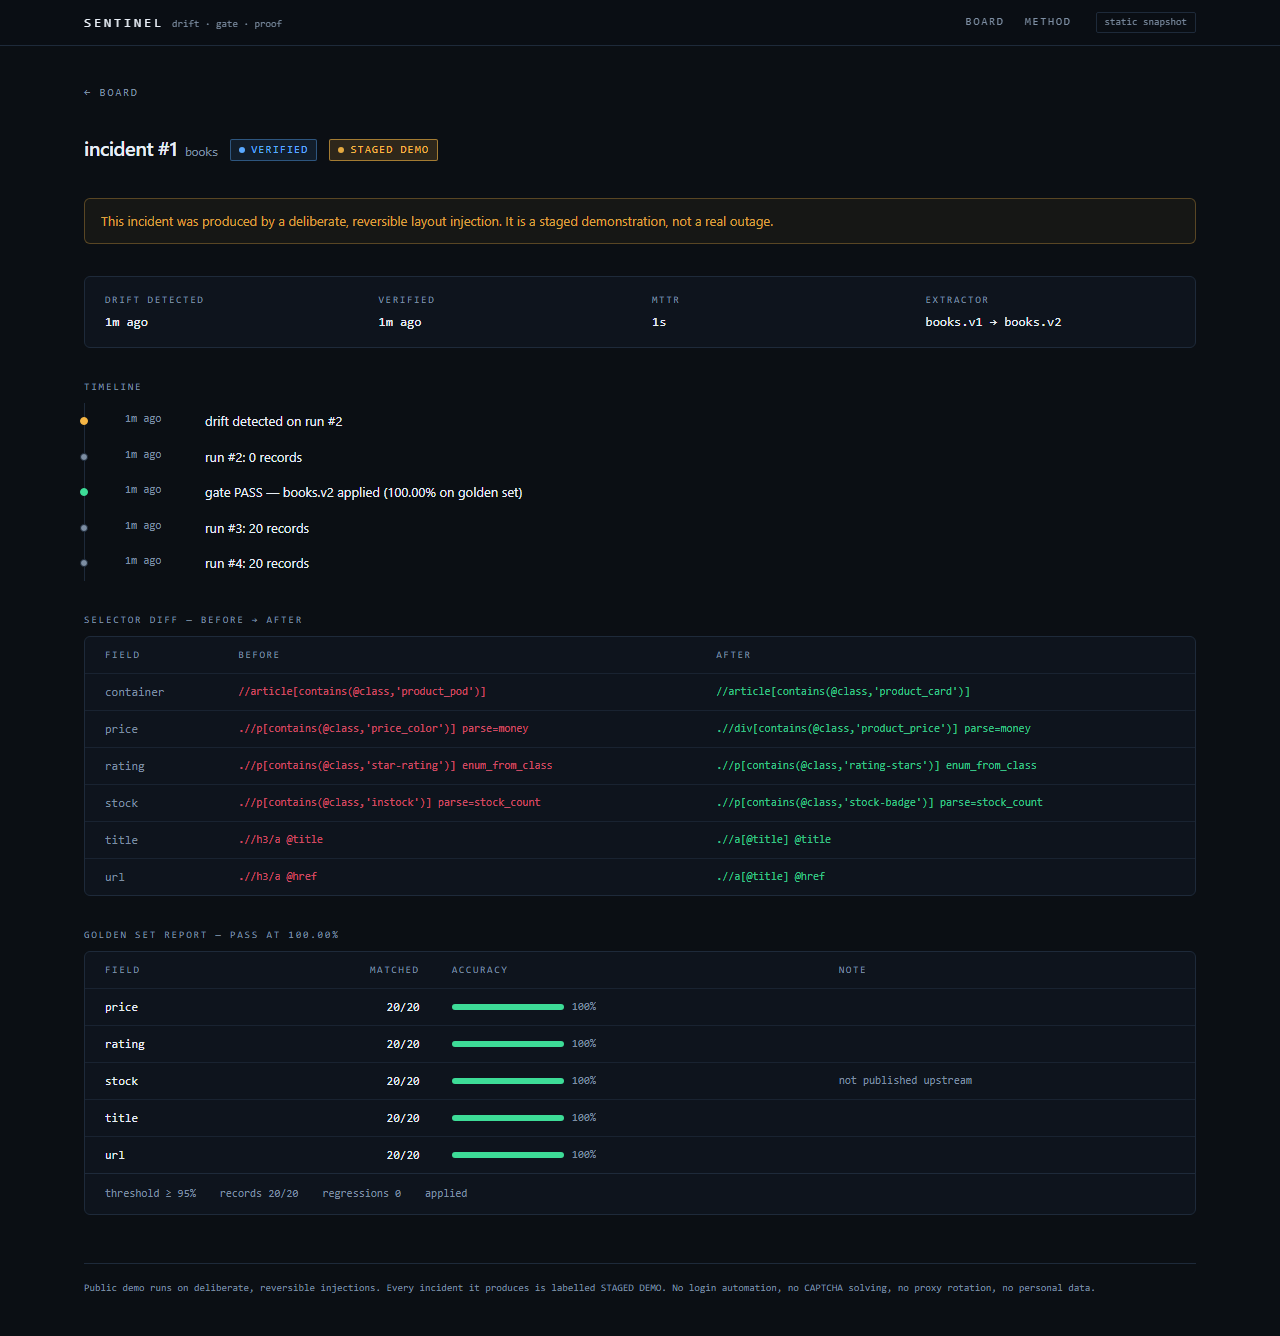 SENTINEL drift · gate · proof BOARD METHOD static snapshot
← BOARD
incident #1 books VERIFIED STAGED DEMO
This incident was produced by a deliberate, reversible layout injection. It is a staged demonstration, not a real outage.
DRIFT DETECTED VERIFIED MTTR EXTRACTOR
1m ago 1m ago 1s books.v1 → books.v2
TIMELINE
1m ago drift detected on run #2
1m ago run #2: 0 records
1m ago gate PASS — books.v2 applied (100.00% on golden set)
1m ago run #3: 20 records
1m ago run #4: 20 records
SELECTOR DIFF — BEFORE → AFTER
FIELD BEFORE AFTER
container //article[contains(@class,'product_pod')] //article[contains(@class,'product_card')]
price .//p[contains(@class,'price_color')] parse=money .//div[contains(@class,'product_price')] parse=money
rating .//p[contains(@class,'star-rating')] enum_from_class .//p[contains(@class,'rating-stars')] enum_from_class
stock .//p[contains(@class,'instock')] parse=stock_count .//p[contains(@class,'stock-badge')] parse=stock_count
title .//h3/a @title .//a[@title] @title
url .//h3/a @href .//a[@title] @href
GOLDEN SET REPORT — PASS AT 100.00%
FIELD MATCHED ACCURACY NOTE
price 20/20 100%
rating 20/20 100%
stock 20/20 100% not published upstream
title 20/20 100%
url 20/20 100%
threshold ≥ 95% records 20/20 regressions 0 applied
Public demo runs on deliberate, reversible injections. Every incident it produces is labelled STAGED DEMO. No login automation, no CAPTCHA solving, no proxy rotation, no personal data.